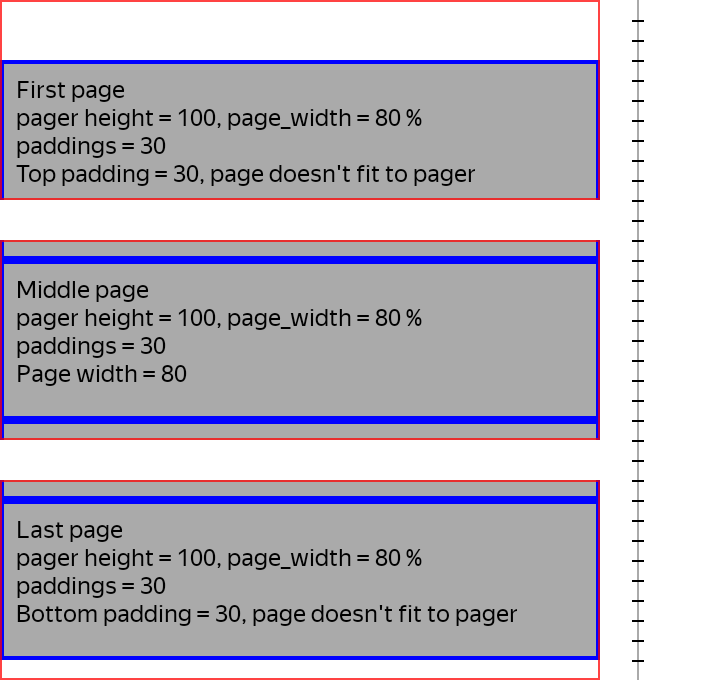 First page
pager height = 100, page_width = 80 %
paddings = 30
Top padding = 30, page doesn't fit to pager
Middle page
pager height = 100, page_width = 80 %
paddings = 30
Page width = 80
Last page
pager height = 100, page_width = 80 %
paddings = 30
Bottom padding = 30, page doesn't fit to pager